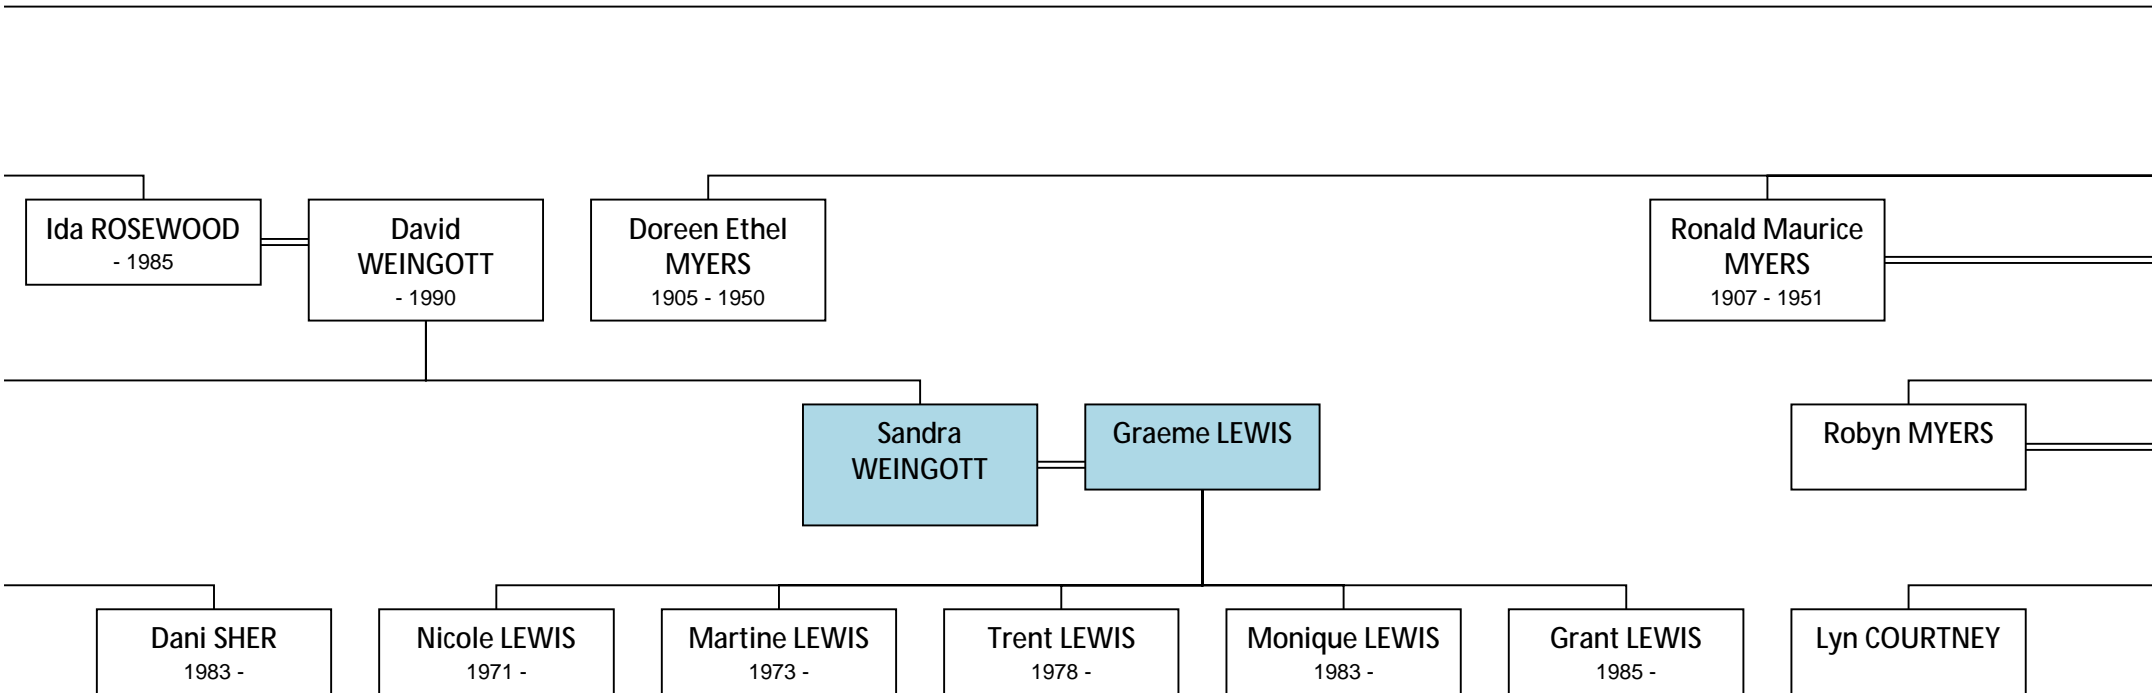 Ida ROSEWOOD
- 1985
David
WEINGOTT
- 1990
Doreen Ethel
MYERS
1905 - 1950
Ronald Maurice
MYERS
1907 - 1951
Sandra
WEINGOTT
Graeme LEWIS
Robyn MYERS
Dani SHER
1983 -
Nicole LEWIS
1971 -
Martine LEWIS
1973 -
Trent LEWIS
1978 -
Monique LEWIS
1983 -
Grant LEWIS
1985 -
Lyn COURTNEY